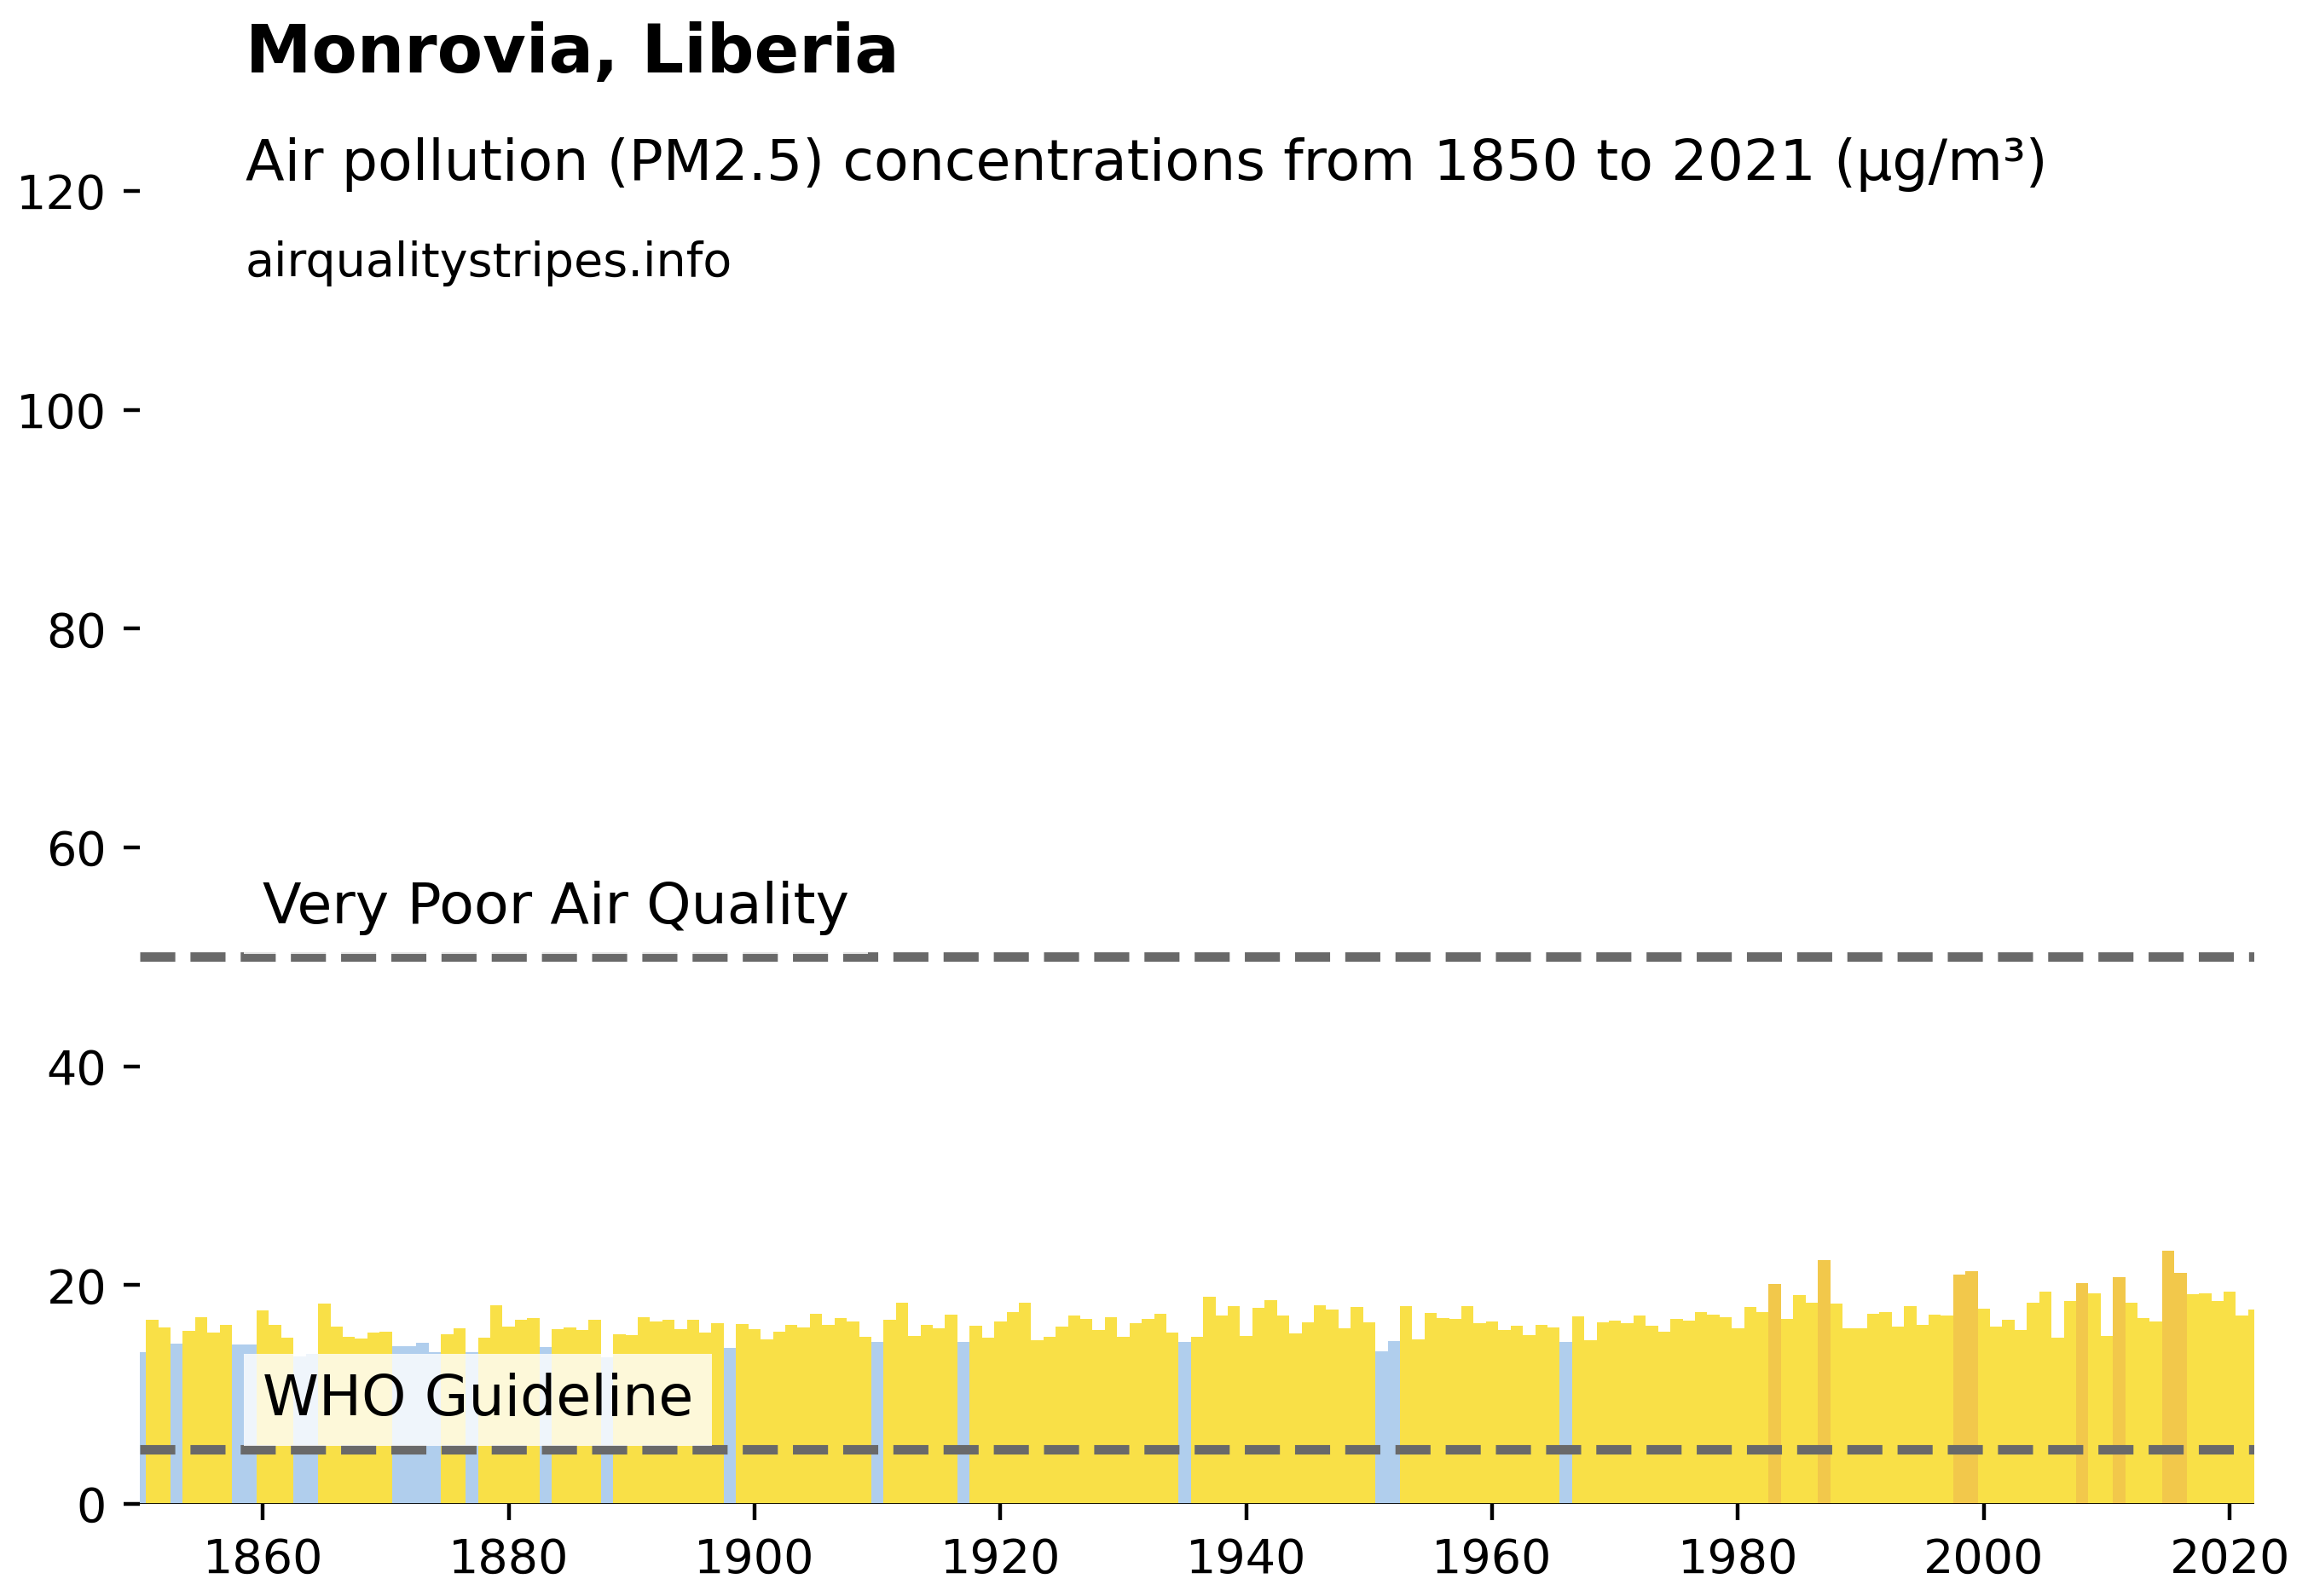 Monrovia, Liberia
Air pollution (PM2.5) concentrations from 1850 to 2021 (μg/m³)
airqualitystripes.info
120
100
80
60
Very Poor Air Quality
40
20
WHO Guideline
0
1860 1880 1900 1920 1940 1960 1980 2000 2020